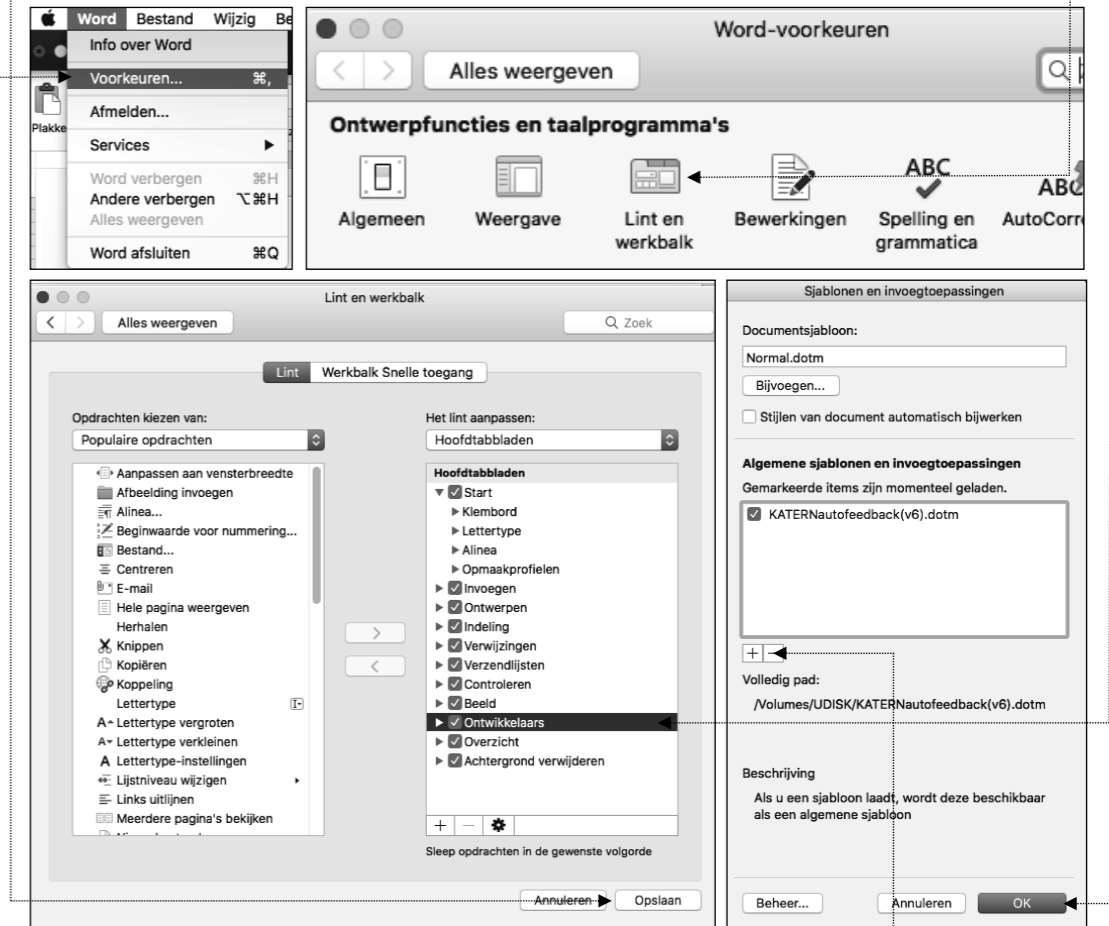 Word Bestand Wijzig Be
Info over Word
Voorkeuren... ⌘,
Afmelden...
Plakke
Services
Word verbergen ⌘H
Andere verbergen ⌥⌘H
Alles weergeven
Word afsluiten ⌘Q
Word-voorkeuren
Alles weergeven
Ontwerpfuncties en taalprogramma's
ABC
ABC
Algemeen Weergave Lint en Bewerkingen Spelling en AutoCorre
werkbalk grammatica
Lint en werkbalk
Alles weergeven
Zoek
Lint Werkbalk Snelle toegang
Opdrachten kiezen van:
Populaire opdrachten
Aanpassen aan vensterbreedte
Afbeelding invoegen
Alinea...
Beginwaarde voor nummering...
Bestand...
Centreren
E-mail
Hele pagina weergeven
Herhalen
Knippen
Kopiëren
Koppeling
Lettertype
Lettertype vergroten
Lettertype verkleinen
Lettertype-instellingen
Lijstniveau wijzigen
Links uitlijnen
Meerdere pagina's bekijken
Het lint aanpassen:
Hoofdtabbladen
Hoofdtabbladen
Start
Klembord
Lettertype
Alinea
Opmaakprofielen
Invoegen
Ontwerpen
Indeling
Verwijzingen
Verzendlijsten
Controleren
Beeld
Ontwikkelaars
Overzicht
Achtergrond verwijderen
Sleep opdrachten in de gewenste volgorde
Annuleren Opslaan
Sjablonen en invoegtoepassingen
Documentsjabloon:
Normal.dotm
Bijvoegen...
Stijlen van document automatisch bijwerken
Algemene sjablonen en invoegtoepassingen
Gemarkeerde items zijn momenteel geladen.
KATERNautofeedback(v6).dotm
Volledig pad:
/Volumes/UDISK/KATERNautofeedback(v6).dotm
Beschrijving
Als u een sjabloon laadt, wordt deze beschikbaar
als een algemene sjabloon
Beheer... Annuleren OK